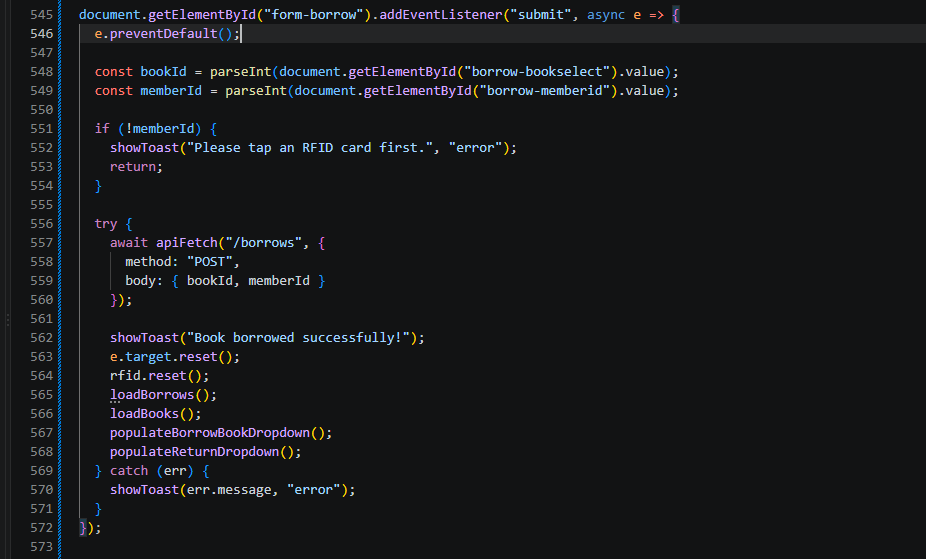 545 document.getElementById("form-borrow").addEventListener("submit", async e => {
546   e.preventDefault();
547
548   const bookId = parseInt(document.getElementById("borrow-bookselect").value);
549   const memberId = parseInt(document.getElementById("borrow-memberid").value);
550
551   if (!memberId) {
552     showToast("Please tap an RFID card first.", "error");
553     return;
554   }
555
556   try {
557     await apiFetch("/borrows", {
558       method: "POST",
559       body: { bookId, memberId }
560     });
561
562     showToast("Book borrowed successfully!");
563     e.target.reset();
564     rfid.reset();
565     loadBorrows();
566     loadBooks();
567     populateBorrowBookDropdown();
568     populateReturnDropdown();
569   } catch (err) {
570     showToast(err.message, "error");
571   }
572 });
573